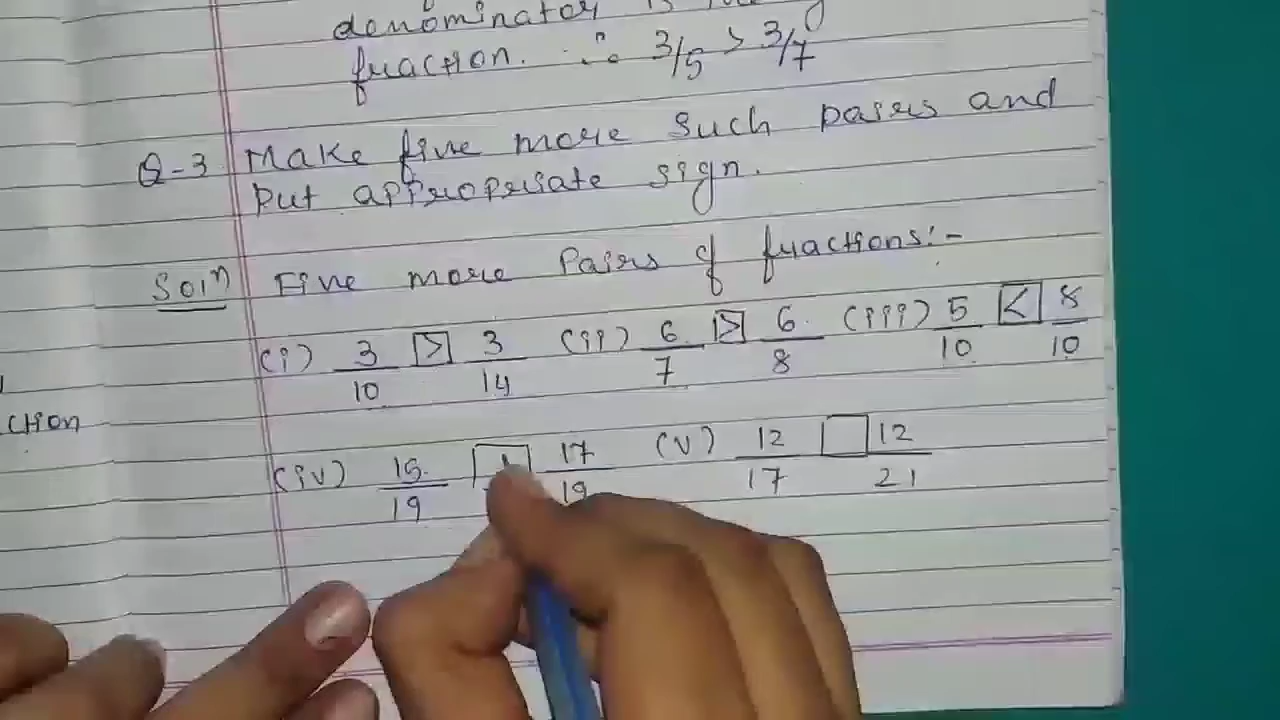 denominator is
fraction. ∴ 3/5 > 3/7
Q-3 Make five more such pairs and
put appropriate sign.
Solⁿ Five more Pairs of fractions:-
(i) 3/10 > 3/14 (ii) 6/7 > 6/8 (iii) 5/10 < 8/10
ction
(iv) 15/19 17/19 (v) 12/17 □ 12/21